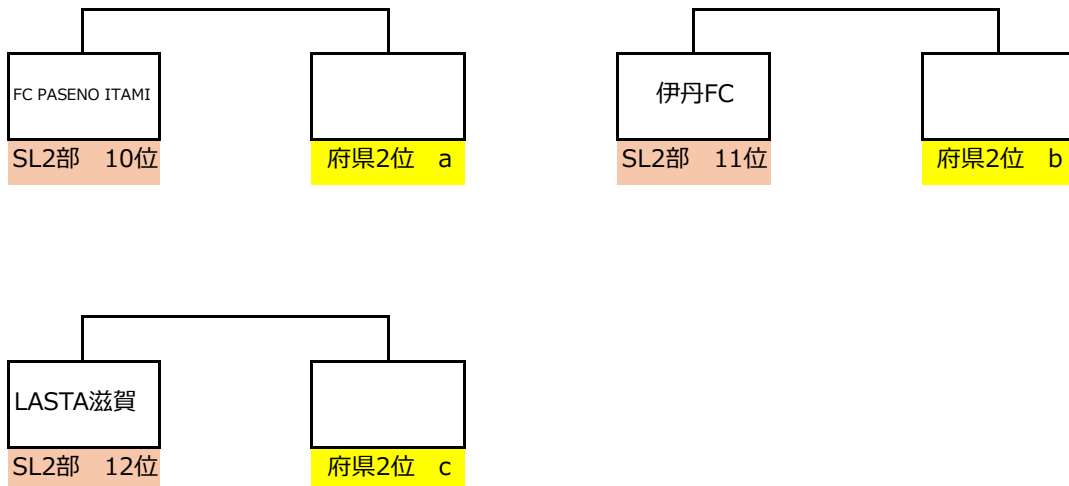 FC PASENO ITAMI
伊丹FC
SL2部　10位
府県2位　a
SL2部　11位
府県2位　b
LASTA滋賀
SL2部　12位
府県2位　c